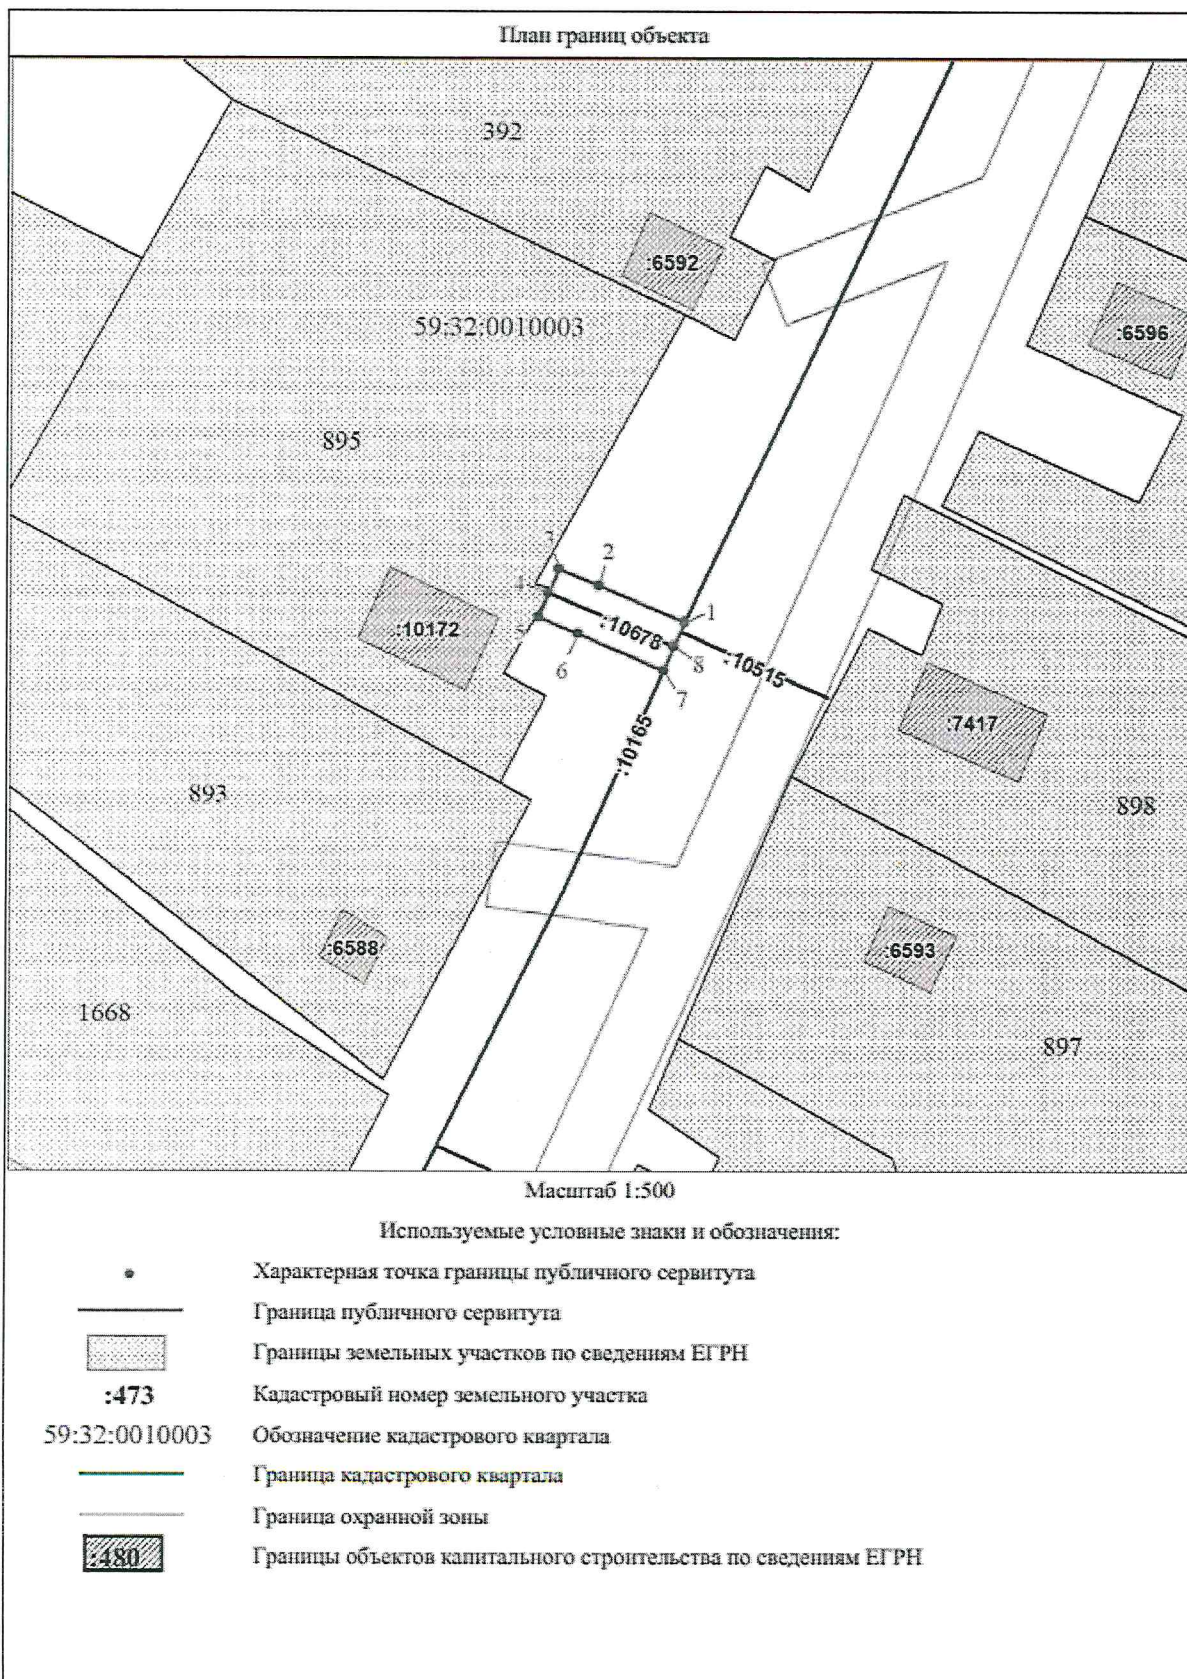 План границ объекта
392
:6592
59:32:0010003
:6596
895
3
2
4
1
:10172
5
:10678
8
6
:10515
7
:7417
:10165
893
898
:6588
:6593
1668
897
Масштаб 1:500
Используемые условные знаки и обозначения:
Характерная точка границы публичного сервитута
Граница публичного сервитута
Границы земельных участков по сведениям ЕГРН
:473 Кадастровый номер земельного участка
59:32:0010003 Обозначение кадастрового квартала
Граница кадастрового квартала
Граница охранной зоны
:480 Границы объектов капитального строительства по сведениям ЕГРН